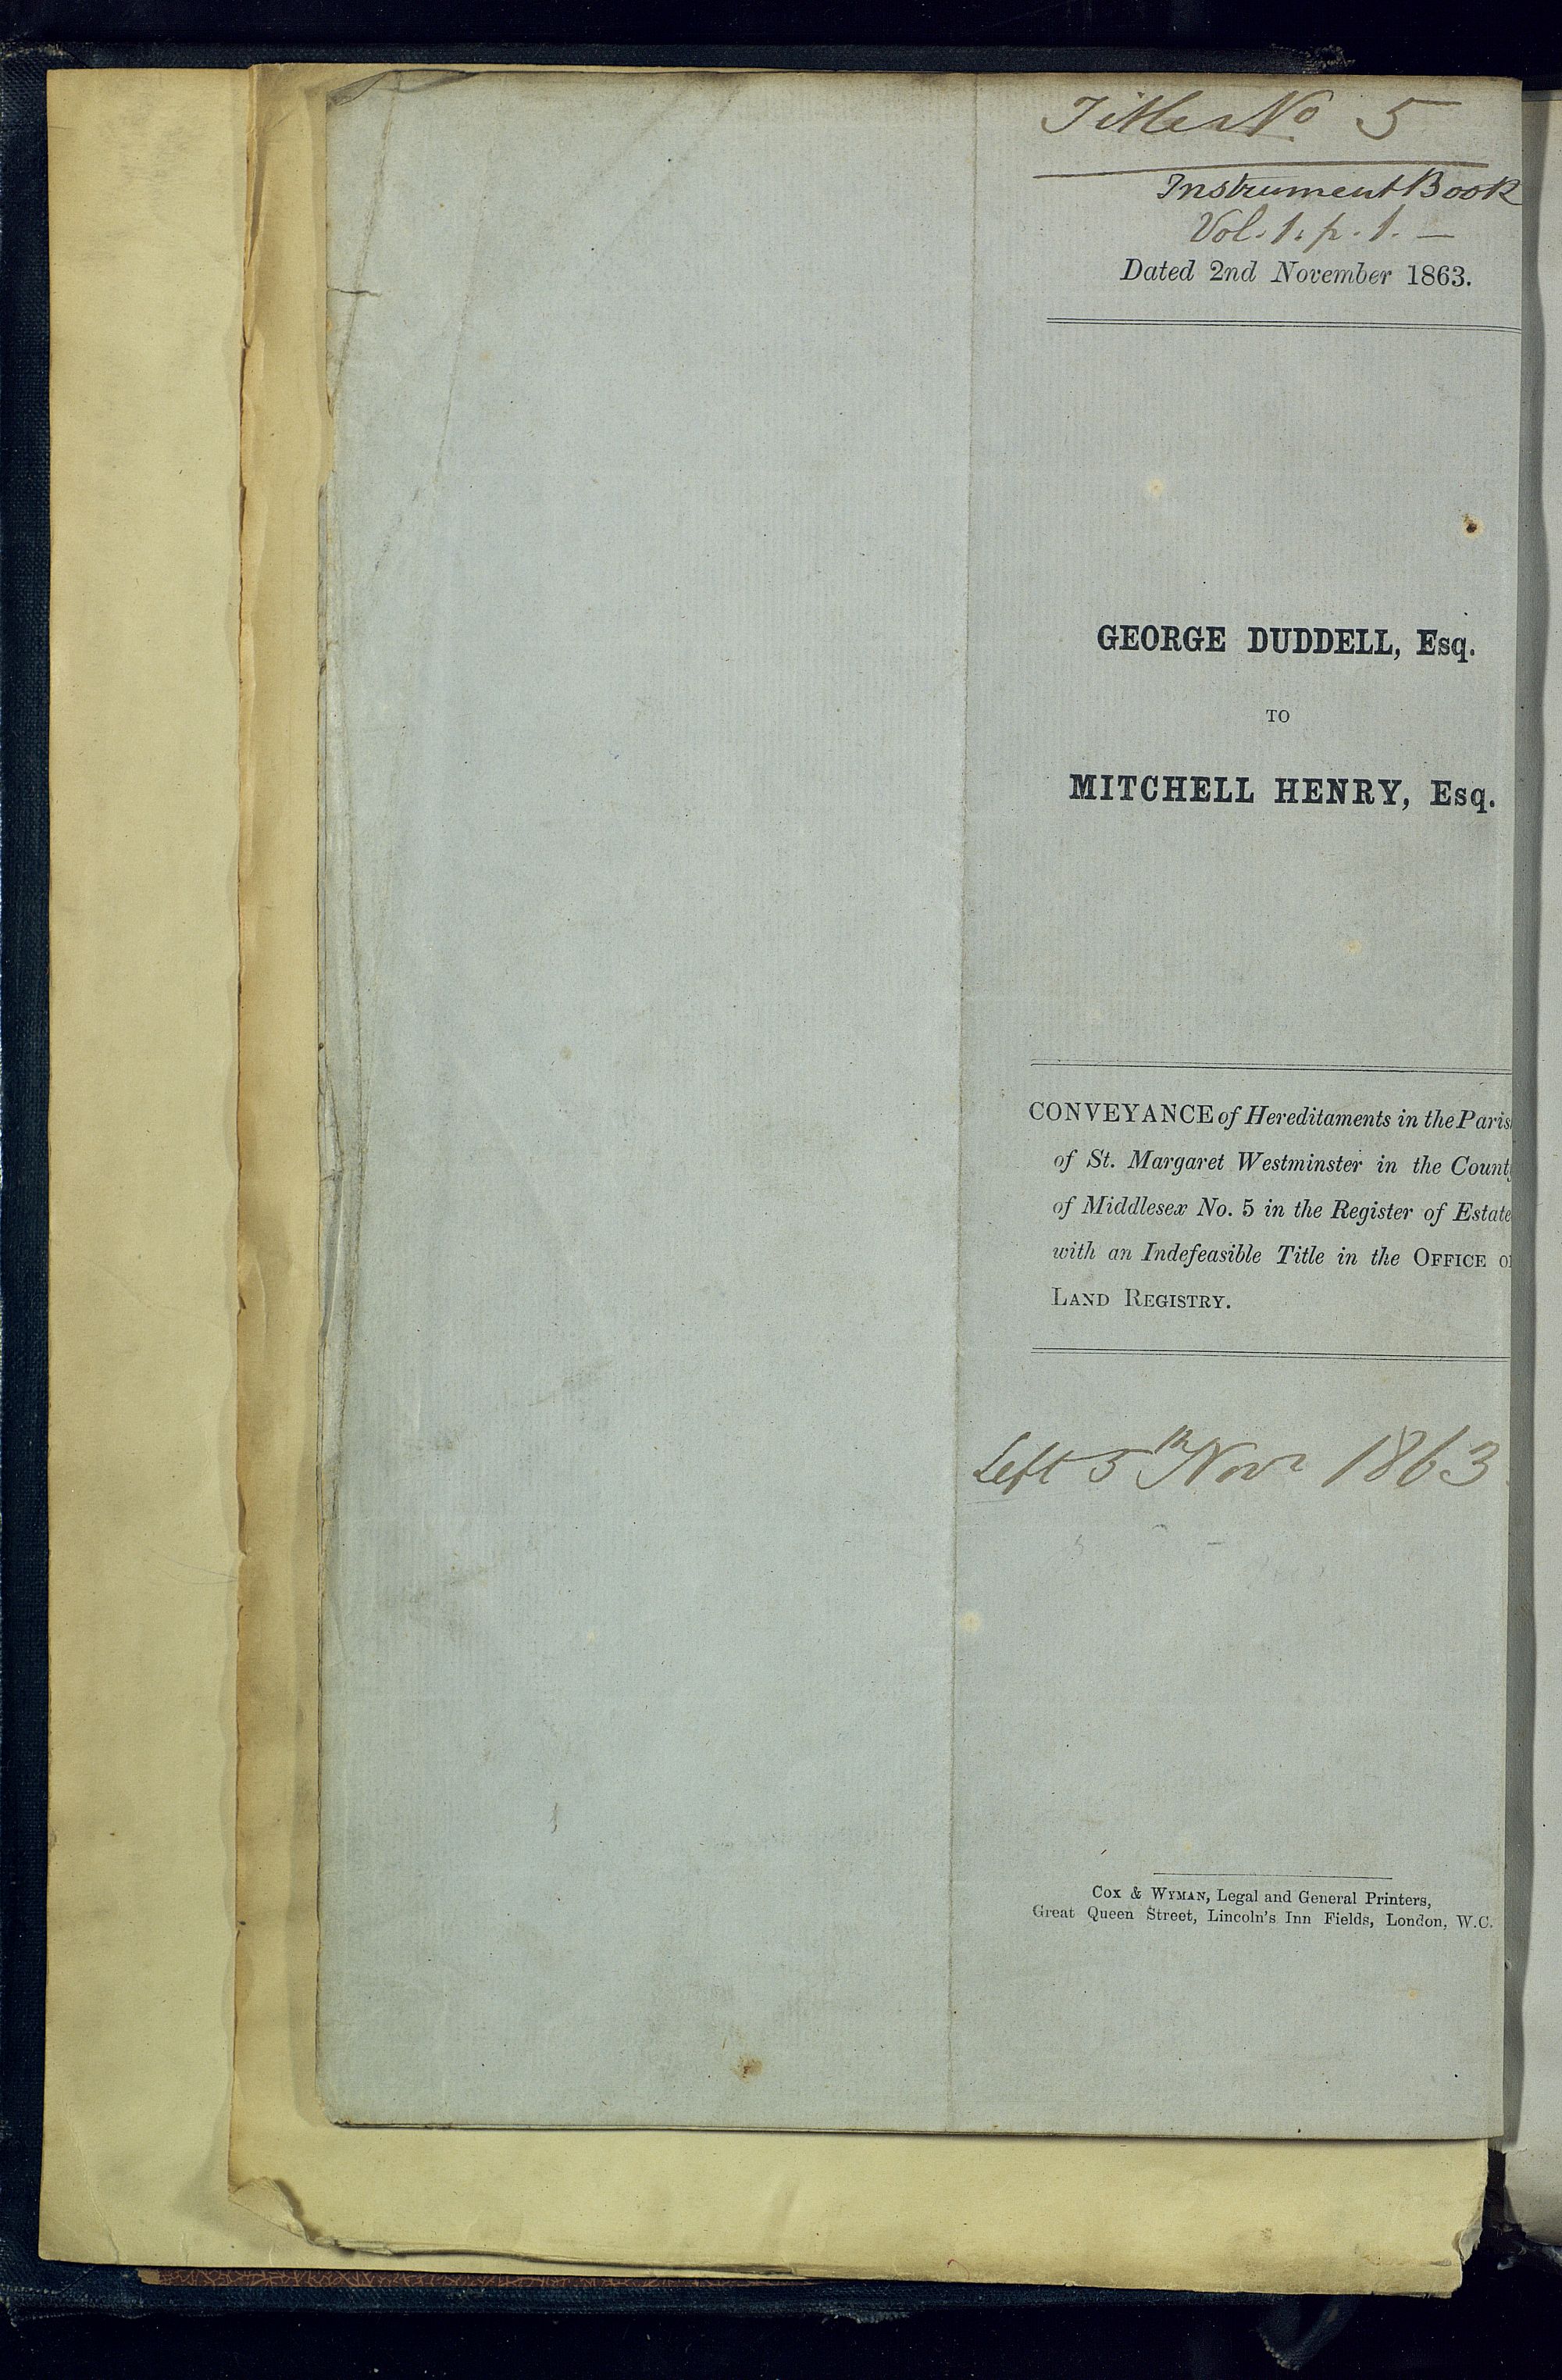 Title No 5
Instrument Book
Vol. 1. p. 1. —
Dated 2nd November 1863.
GEORGE DUDDELL, Esq.
TO
MITCHELL HENRY, Esq.
CONVEYANCE of Hereditaments in the Paris
of St. Margaret Westminster in the Count
of Middlesex No. 5 in the Register of Estate
with an Indefeasible Title in the OFFICE o
LAND REGISTRY.
Left 5th Novr 1863
COX & WYMAN, Legal and General Printers,
Great Queen Street, Lincoln's Inn Fields, London, W.C.